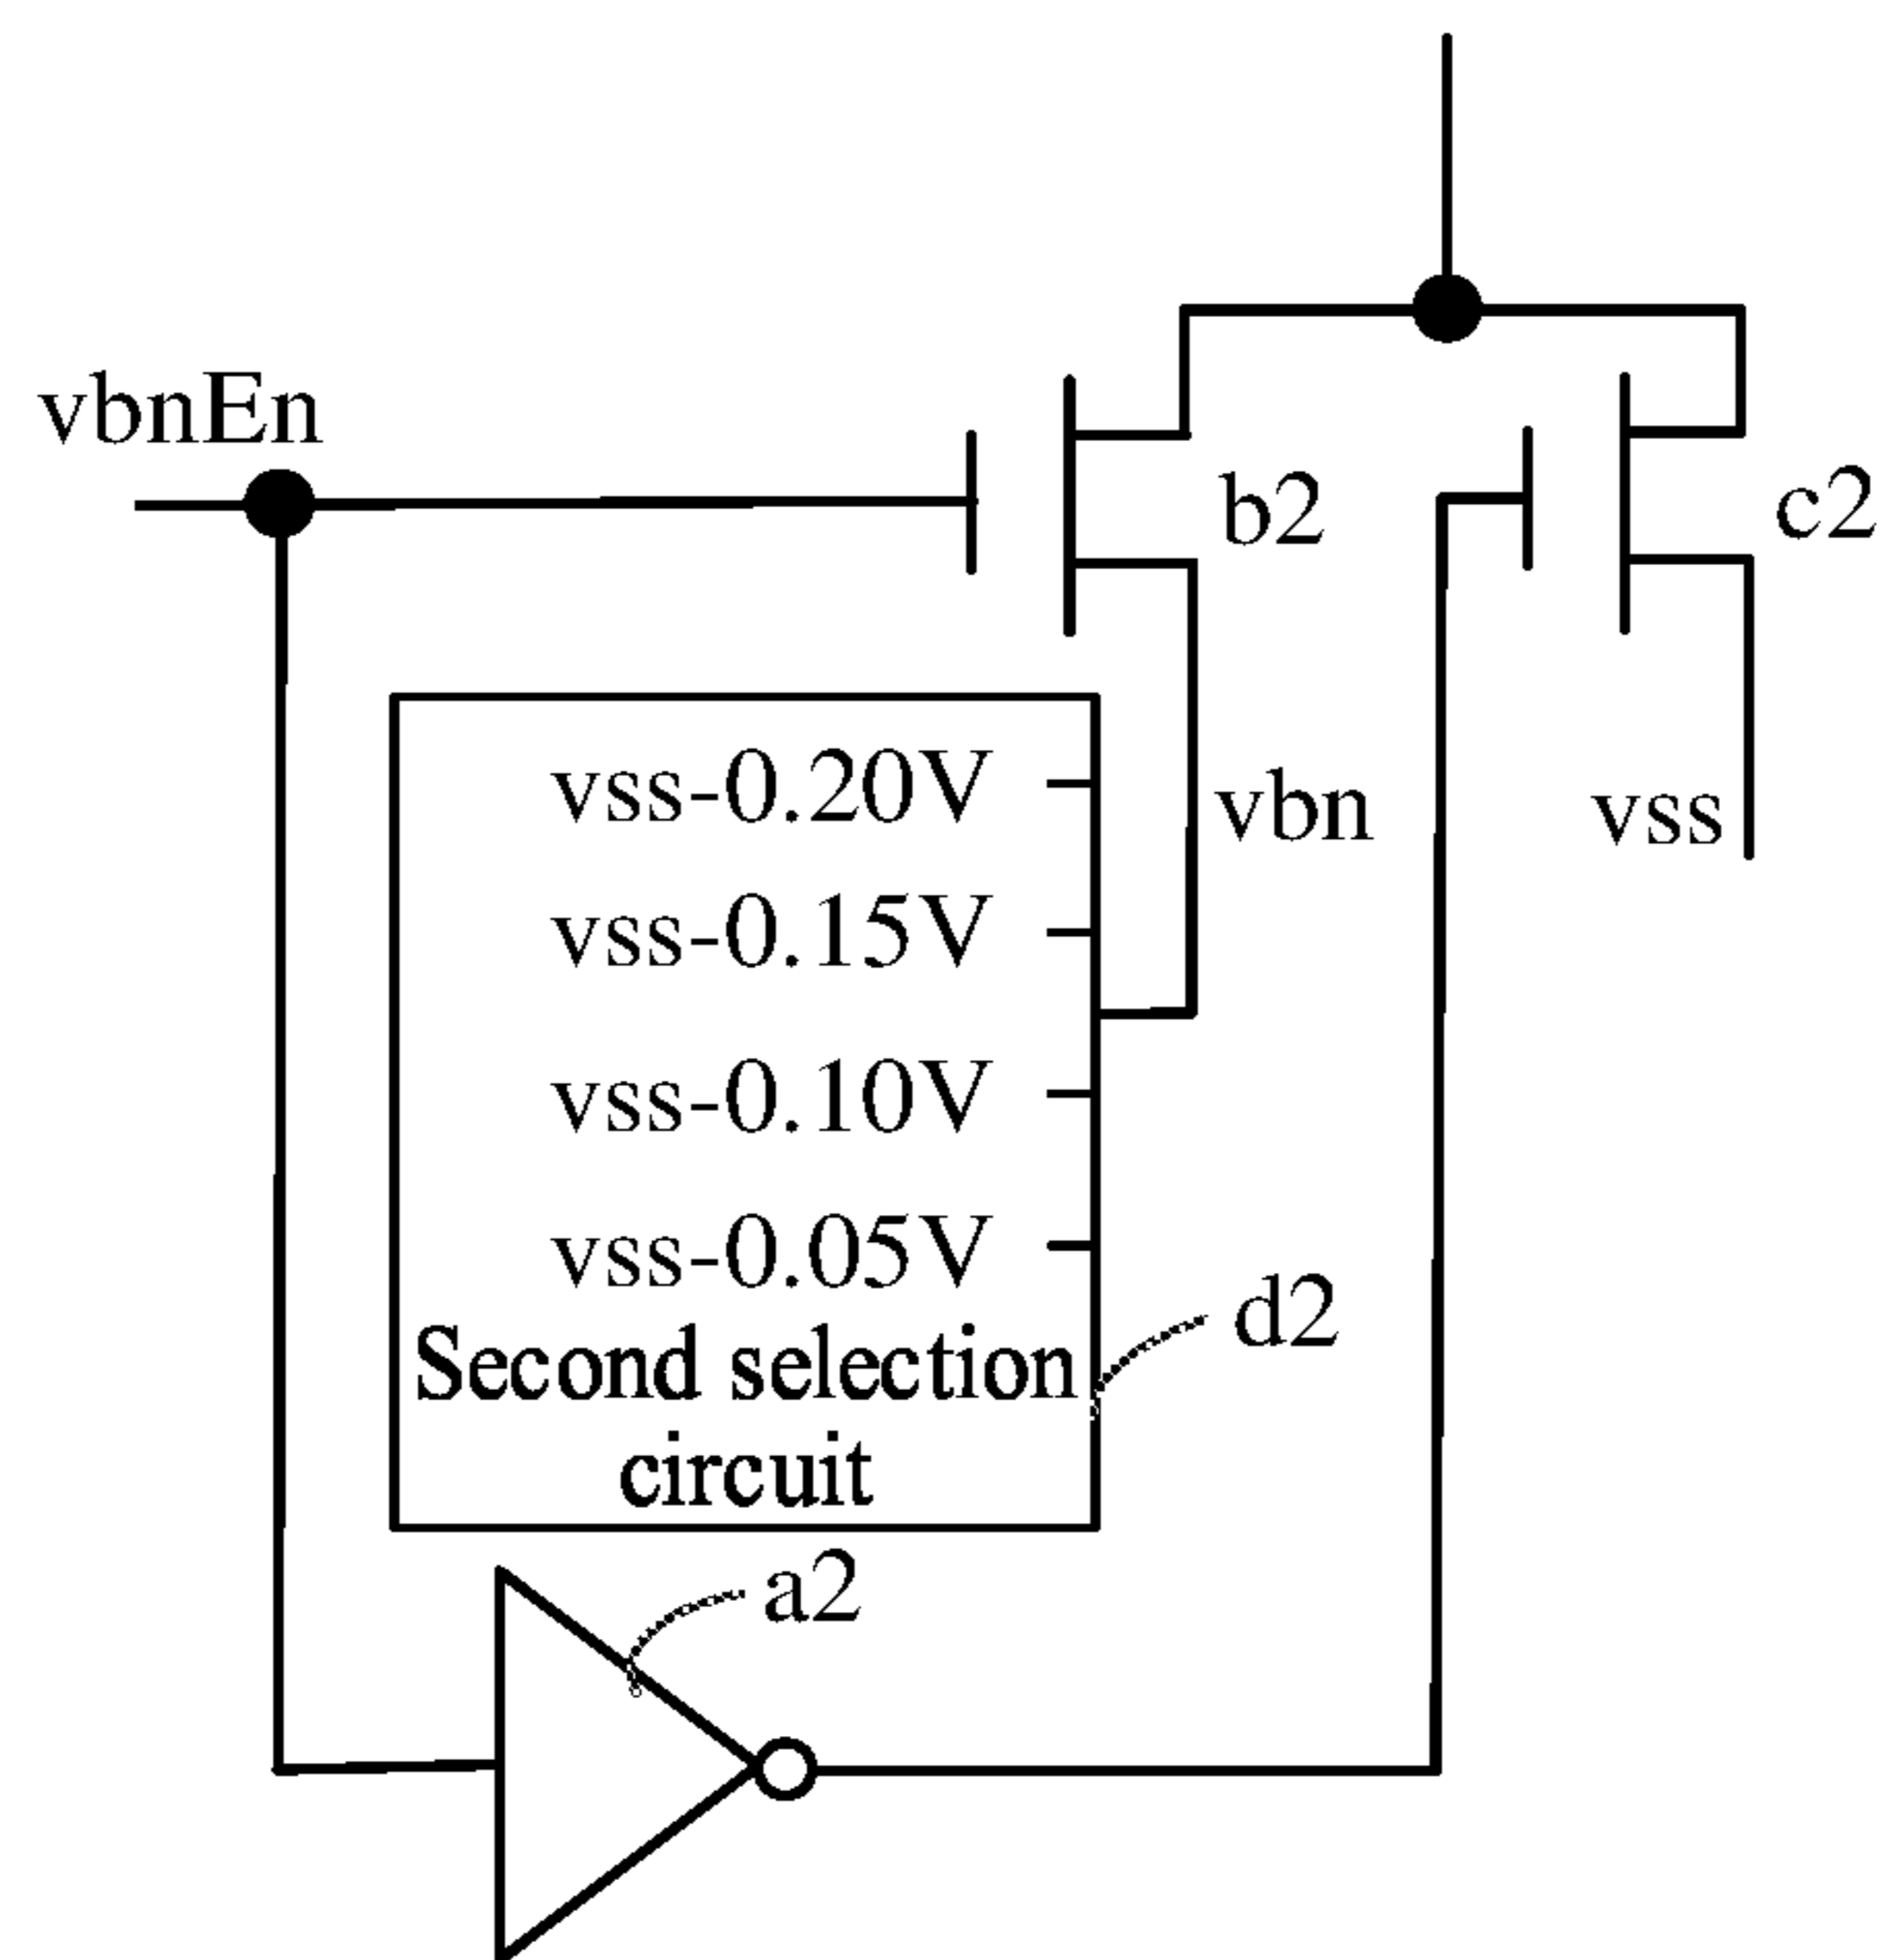 vbnEn
b2
c2
vss-0.20V
vbn
vss
vss-0.15V
vss-0.10V
vss-0.05V
d2
Second selection
circuit
a2